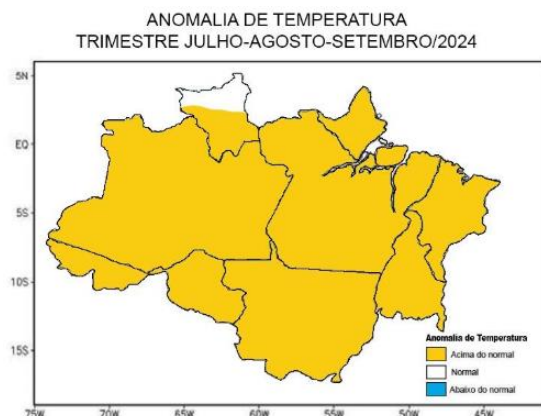 ANOMALIA DE TEMPERATURA
TRIMESTRE JULHO-AGOSTO-SETEMBRO/2024
5N
EQ
5S
10S
15S
75W
70W
65W
60W
55W
50W
45W
Anomalia de Temperatura
Acima do normal
Normal
Abaixo do normal